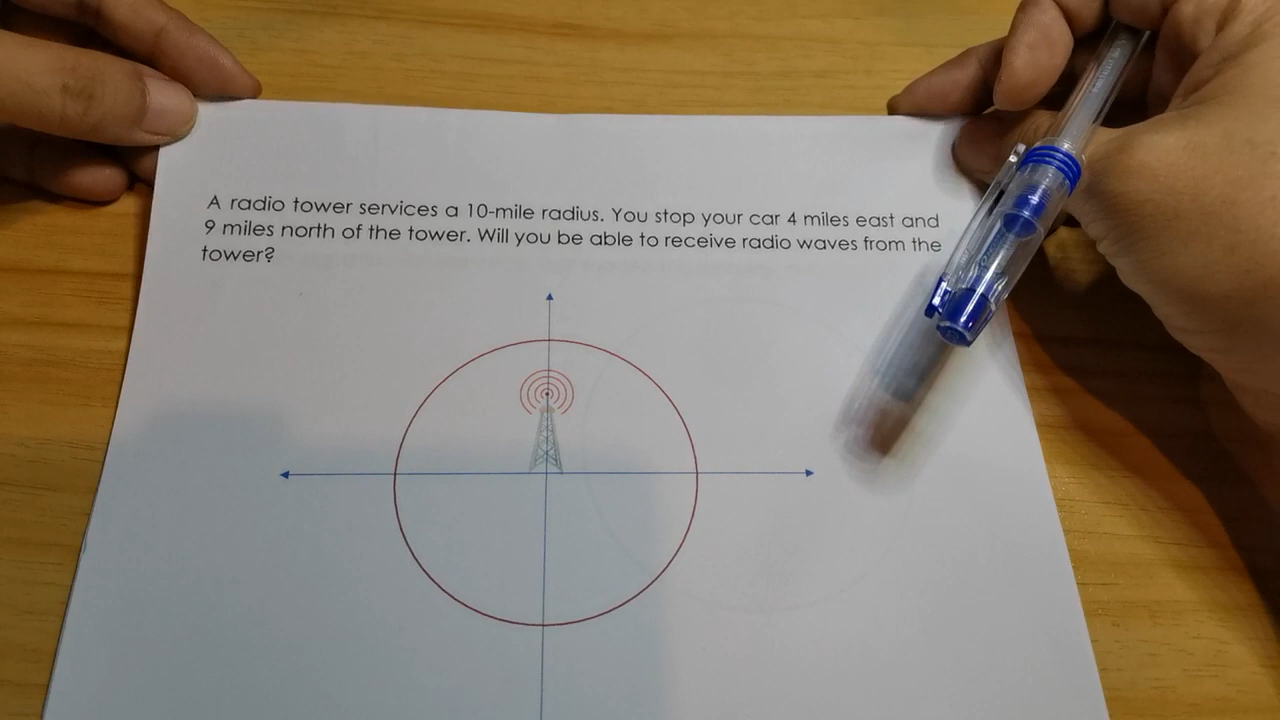 A radio tower services a 10-mile radius. You stop your car 4 miles east and
9 miles north of the tower. Will you be able to receive radio waves from the
tower?